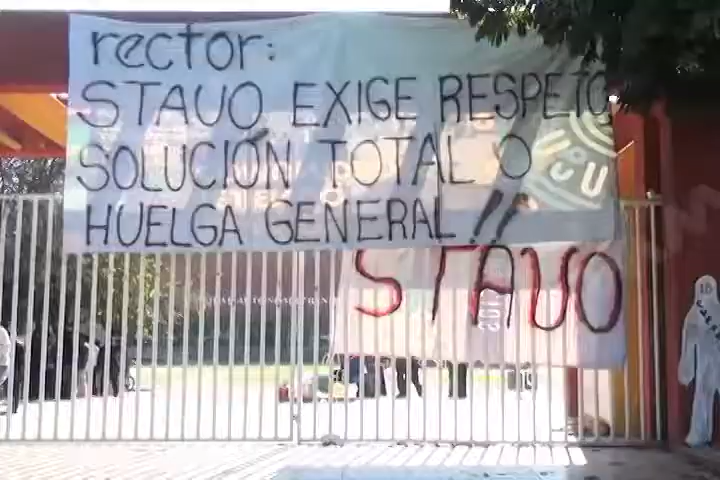 rector:
STAUO EXIGE RESPETO
SOLUCIÓN TOTAL O
HUELGA GENERAL!!
STAUO